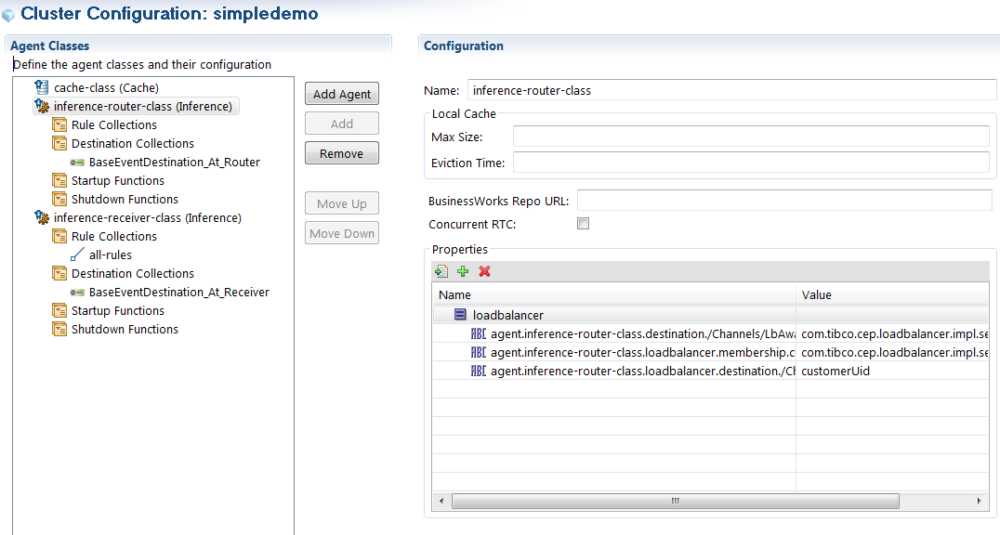 Cluster Configuration: simpledemo
Agent Classes
Define the agent classes and their configuration
cache-class (Cache)
inference-router-class (Inference)
Rule Collections
Destination Collections
BaseEventDestination_At_Router
Startup Functions
Shutdown Functions
inference-receiver-class (Inference)
Rule Collections
all-rules
Destination Collections
BaseEventDestination_At_Receiver
Startup Functions
Shutdown Functions
Add Agent
Add
Remove
Move Up
Move Down
Configuration
Name: inference-router-class
Local Cache
Max Size:
Eviction Time:
BusinessWorks Repo URL:
Concurrent RTC:
Properties
Name Value
loadbalancer
ABC agent.inference-router-class.destination./Channels/LbAwa com.tibco.cep.loadbalancer.impl.se
ABC agent.inference-router-class.loadbalancer.membership.c com.tibco.cep.loadbalancer.impl.se
ABC agent.inference-router-class.loadbalancer.destination./Ch customerUid